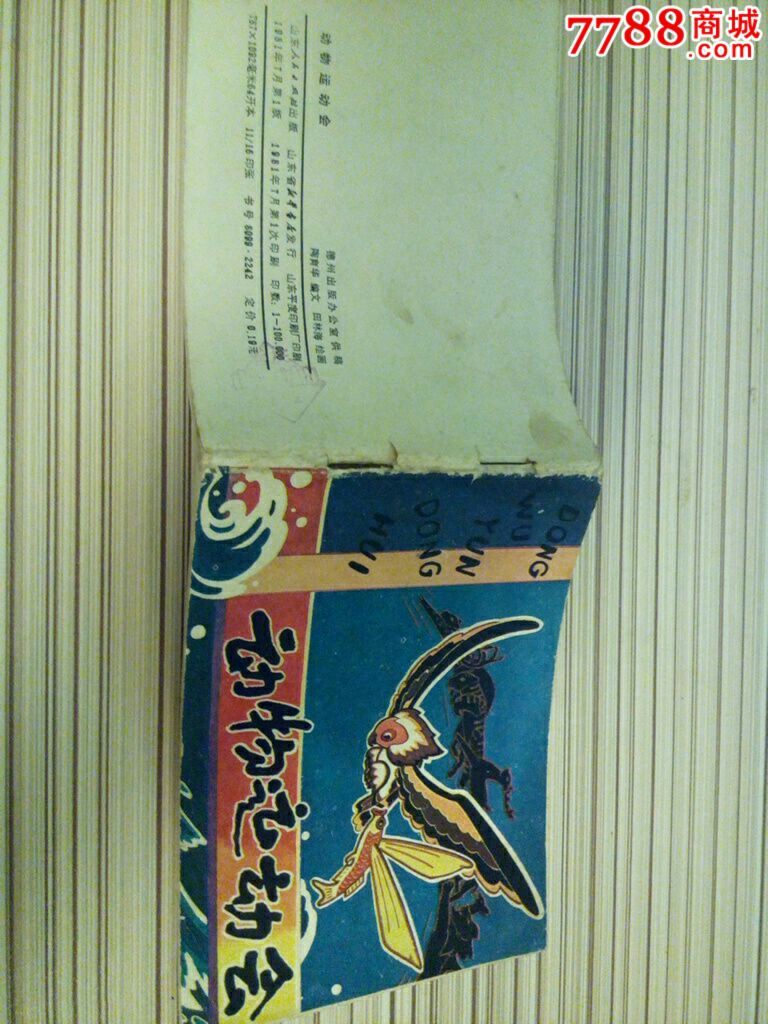 7788商城
.com
动物运动会
德州出版办公室供稿
陶育华 编文 田林海 绘画
山东人民出版社出版 山东省新华书店发行 山东平度印刷厂印刷
1981年7月第1版 1981年7月第1次印刷 印数：1—100,000
787×1092毫米64开本 11/16印张 书号 8099·2242 定价 0.19元
DONG
WU
YUN
DONG
HUI
动物运动会